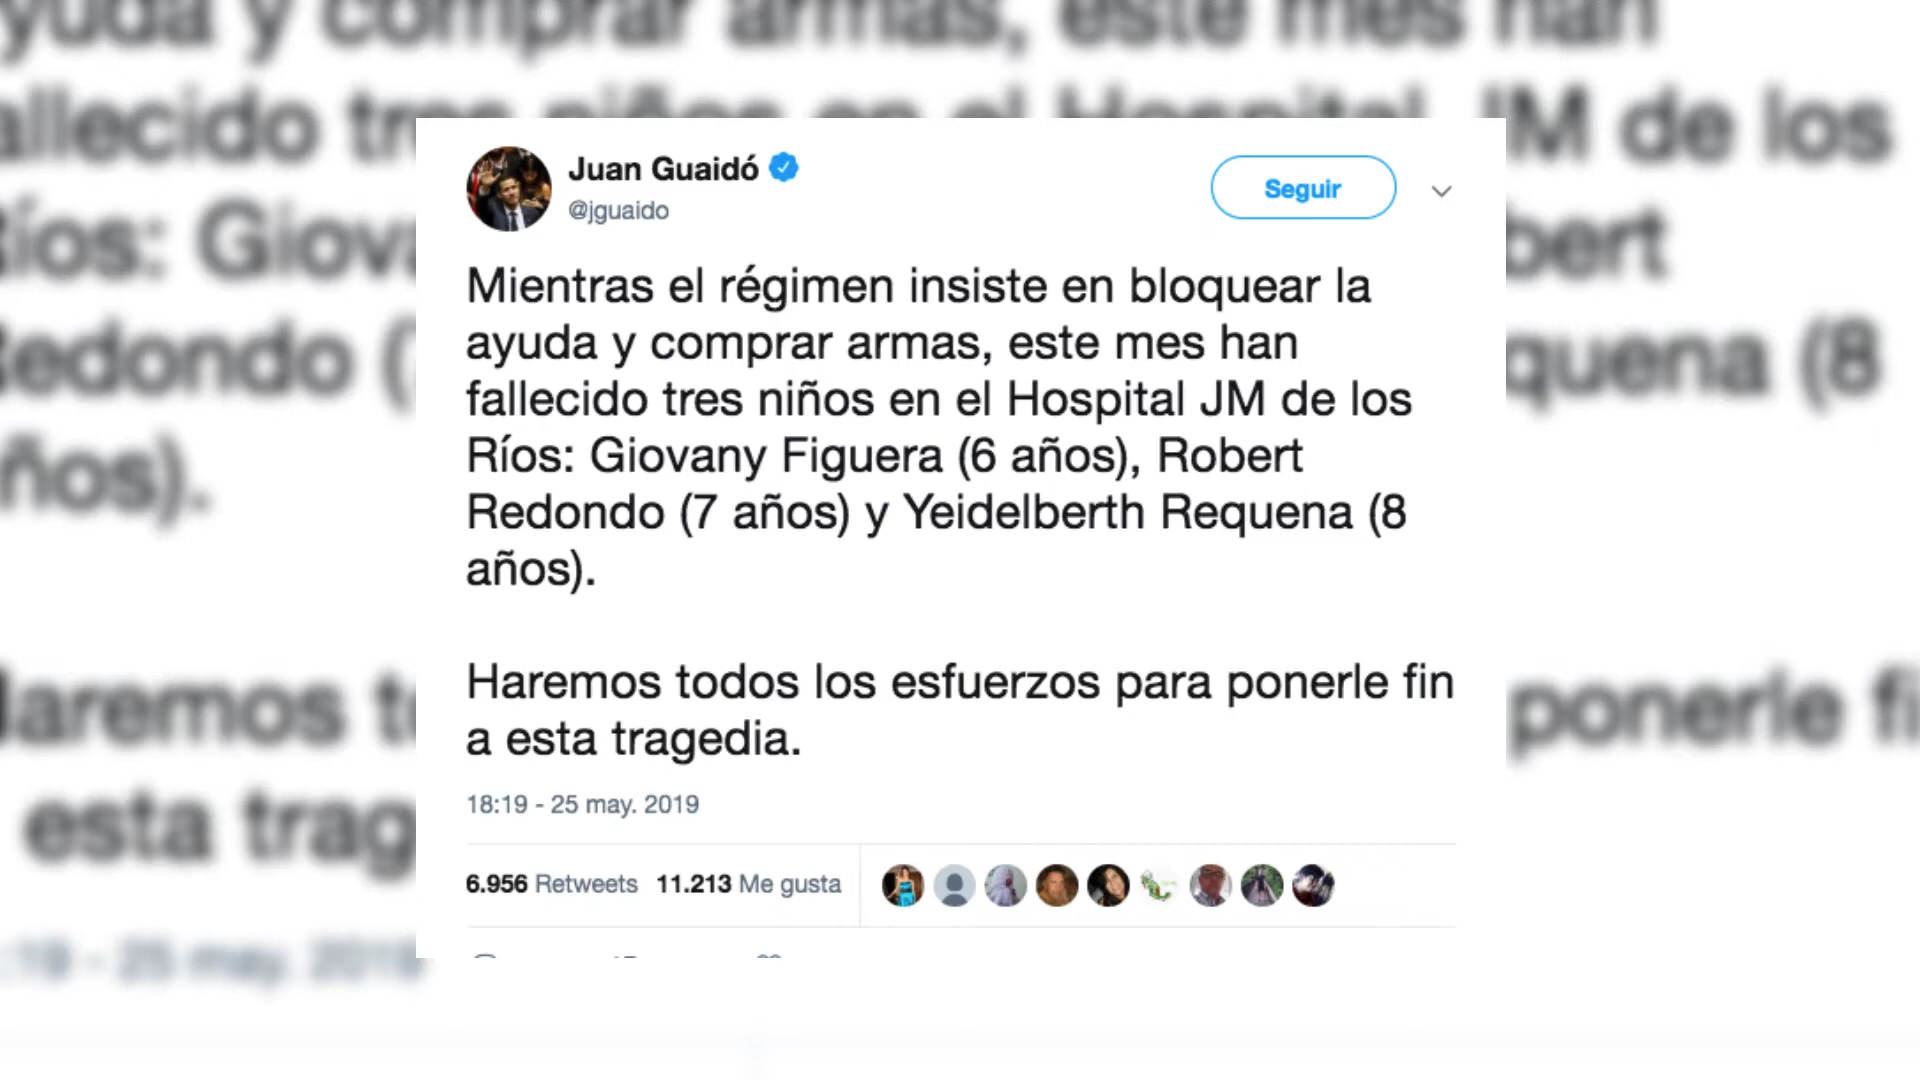 Juan Guaidó
@jguaido
Seguir
Mientras el régimen insiste en bloquear la
ayuda y comprar armas, este mes han
fallecido tres niños en el Hospital JM de los
Ríos: Giovany Figuera (6 años), Robert
Redondo (7 años) y Yeidelberth Requena (8
años).
Haremos todos los esfuerzos para ponerle fin
a esta tragedia.
18:19 - 25 may. 2019
6.956 Retweets 11.213 Me gusta